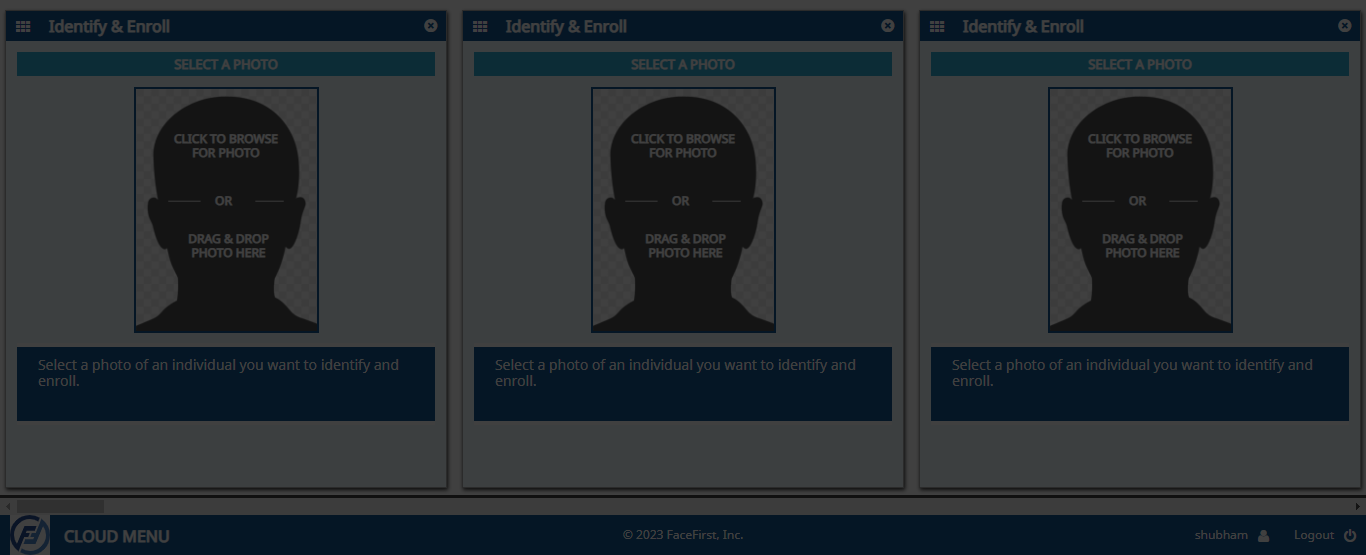 Identify & Enroll
SELECT A PHOTO
CLICK TO BROWSE
FOR PHOTO
OR
DRAG & DROP
PHOTO HERE
Select a photo of an individual you want to identify and
enroll.
Identify & Enroll
SELECT A PHOTO
CLICK TO BROWSE
FOR PHOTO
OR
DRAG & DROP
PHOTO HERE
Select a photo of an individual you want to identify and
enroll.
Identify & Enroll
SELECT A PHOTO
CLICK TO BROWSE
FOR PHOTO
OR
DRAG & DROP
PHOTO HERE
Select a photo of an individual you want to identify and
enroll.
CLOUD MENU
© 2023 FaceFirst, Inc.
shubham
Logout